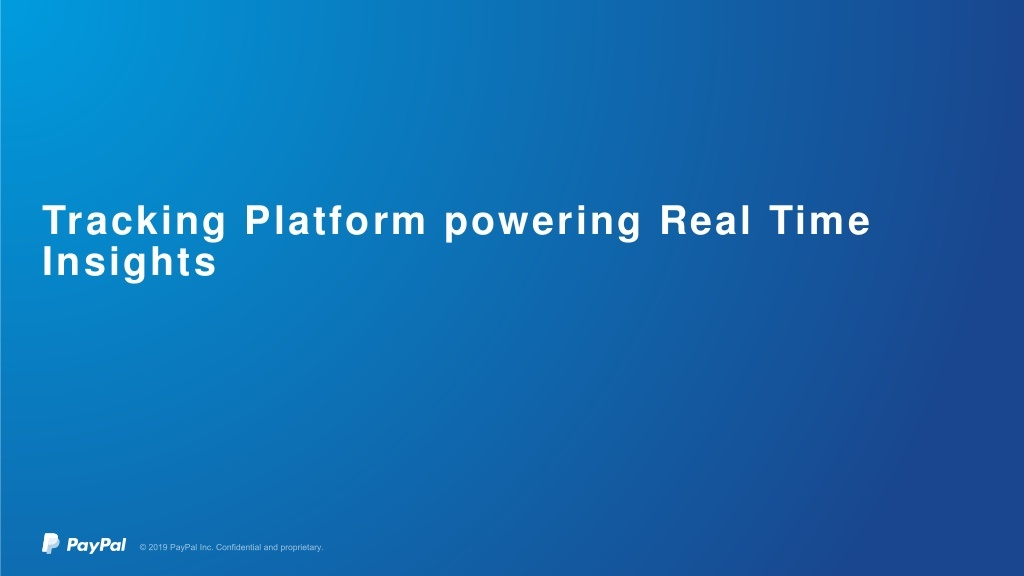 Tracking Platform powering Real Time
Insights
PayPal © 2019 PayPal Inc. Confidential and proprietary.